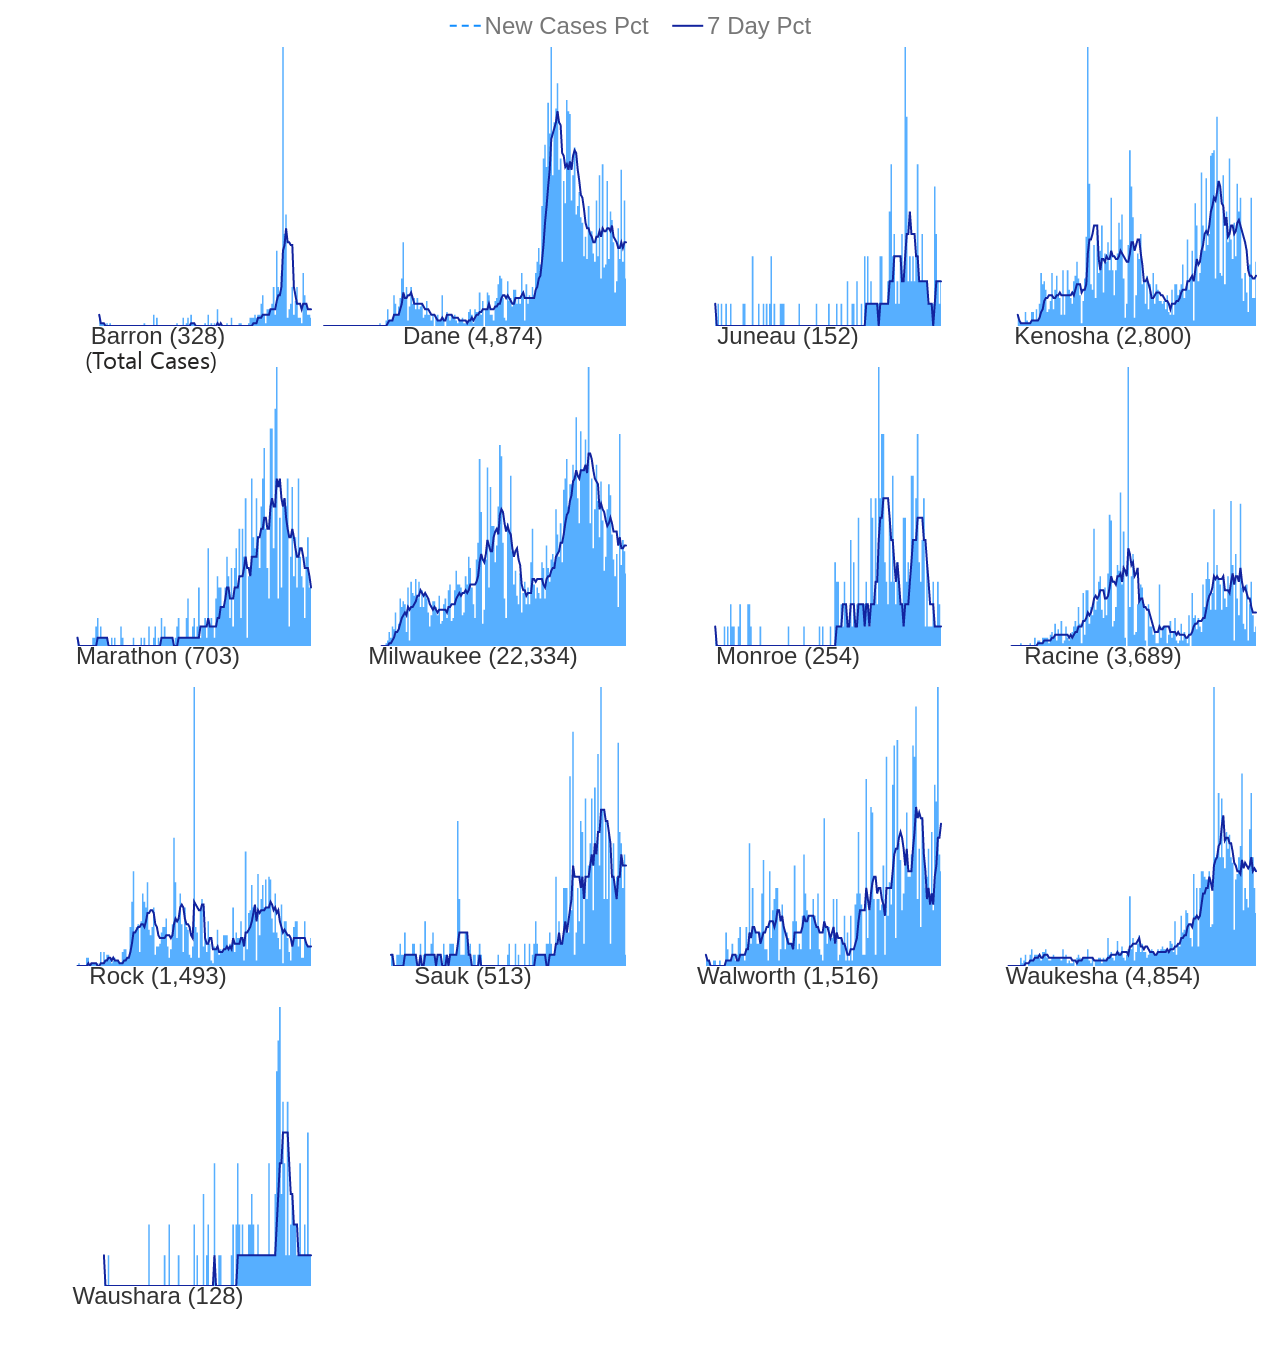 New Cases Pct 7 Day Pct
Barron (328) Dane (4,874) Juneau (152) Kenosha (2,800)
(Total Cases)
Marathon (703) Milwaukee (22,334) Monroe (254) Racine (3,689)
Rock (1,493) Sauk (513) Walworth (1,516) Waukesha (4,854)
Waushara (128)